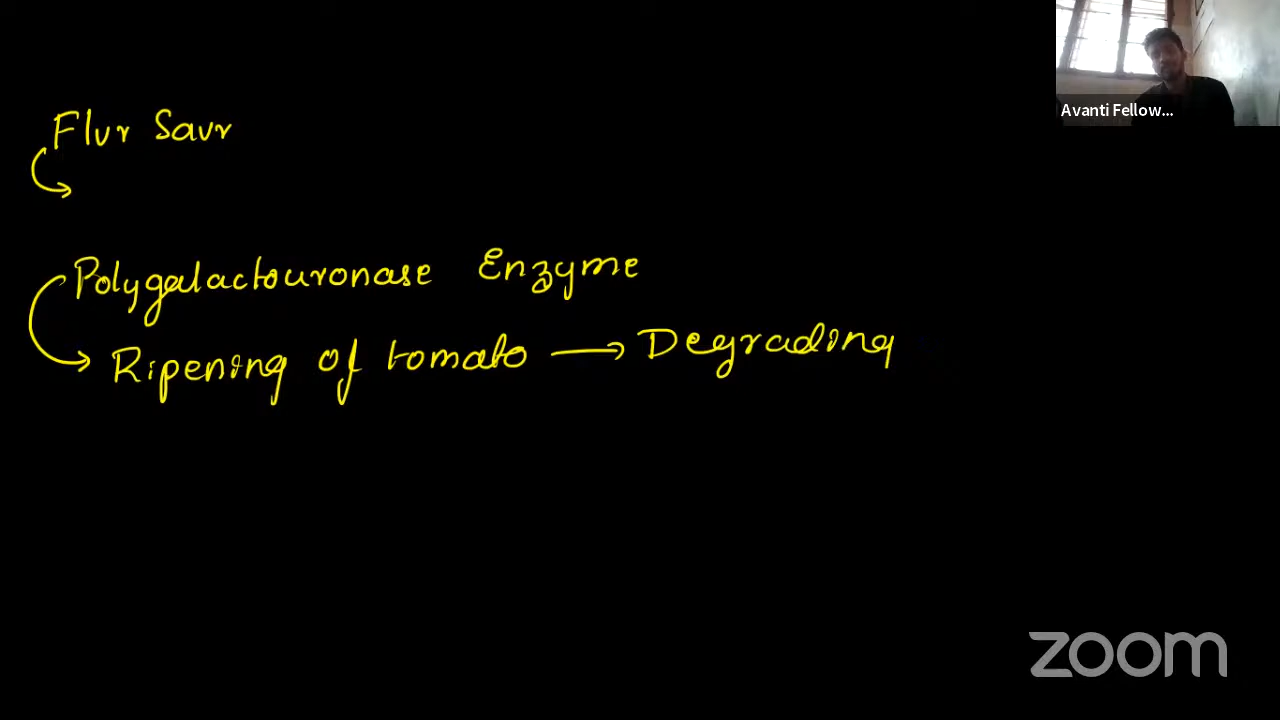 Avanti Fellow...
Flvr Savr
Polygalactouronase Enzyme
Ripening of tomato → Degrading
zoom